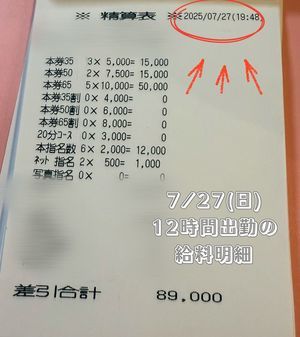 ※ 精算表 ※2025/07/27(19:48
本券35 3× 5,000= 15,000
本券50 2× 7,500= 15,000
本券65 5×10,000= 50,000
本券35割 0× 4,000= 0
本券50割 0× 6,000= 0
本券65割 0× 8,000= 0
20分コース 0× 3,000= 0
本指名数 6× 2,000= 12,000
ネット指名 2× 500= 1,000
写真指名 0× 0= 0
7/27(日)
12時間出勤の
給料明細
差引合計 89,000